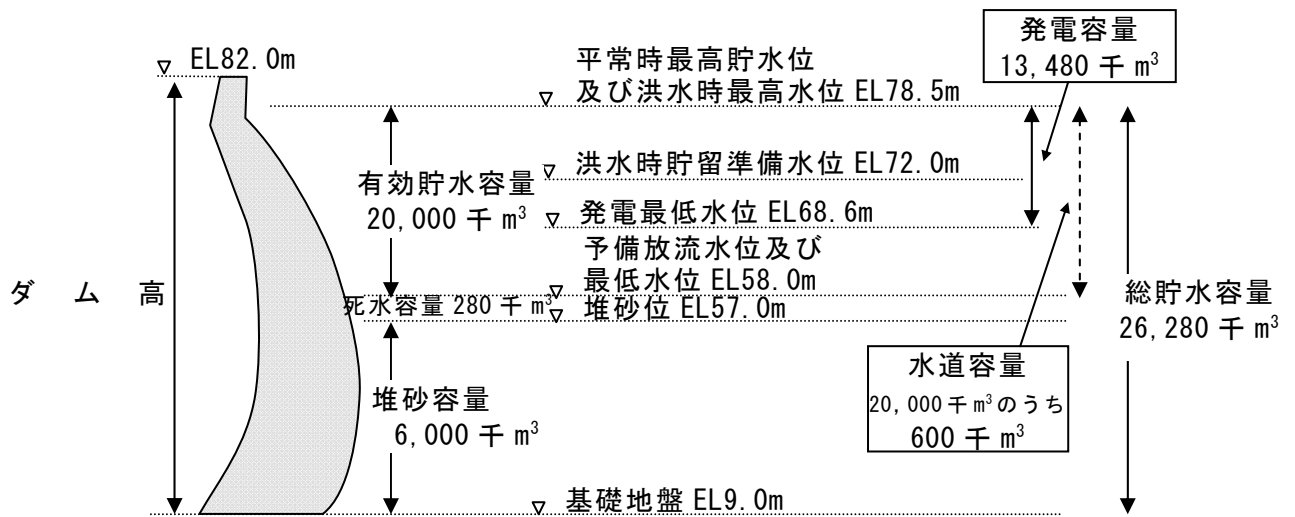 ▽ EL82.0m
平常時最高貯水位
▽ 及び洪水時最高水位 EL78.5m
発電容量
13,480 千 m³
▽ 洪水時貯留準備水位 EL72.0m
有効貯水容量
20,000 千 m³
▽ 発電最低水位 EL68.6m
予備放流水位及び
▽ 最低水位 EL58.0m
ダム高
死水容量 280 千 m³
▽ 堆砂位 EL57.0m
総貯水容量
26,280 千 m³
水道容量
20,000 千 m³のうち
600 千 m³
堆砂容量
6,000 千 m³
▽ 基礎地盤 EL9.0m